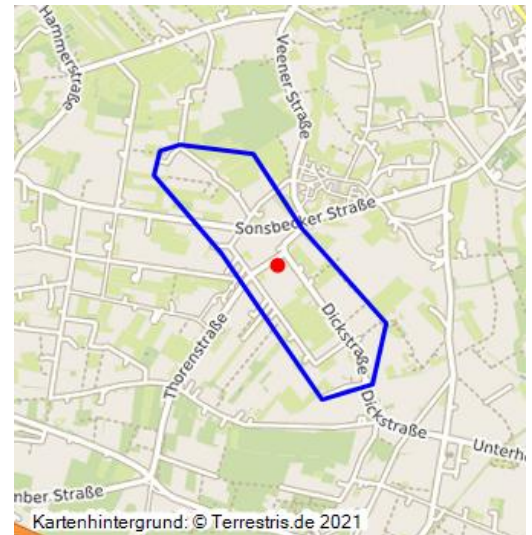 Hammerstraße
Veener Straße
Sonsbecker Straße
Thorenstraße
Dickstraße
Dickstraße
Unterh
nber Straße
Kartenhintergrund: © Terrestris.de 2021